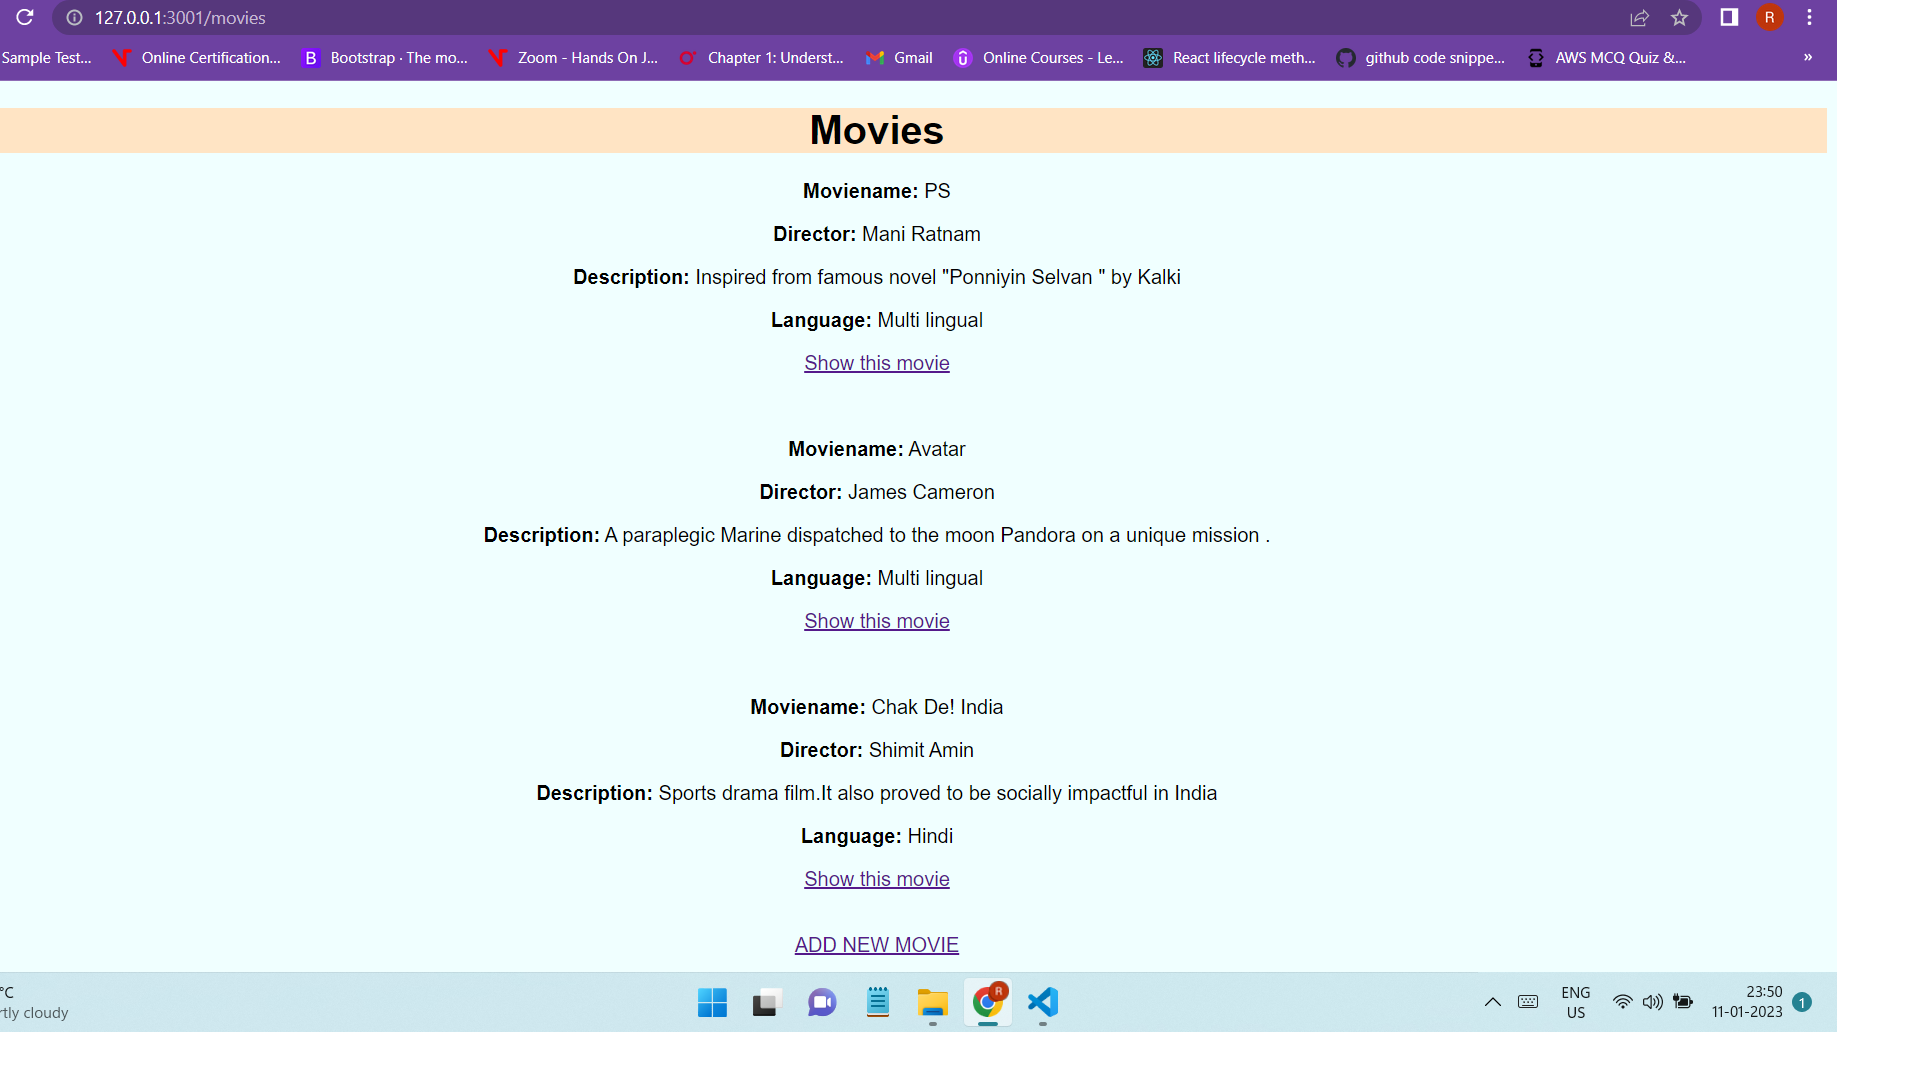 127.0.0.1:3001/movies
R
Sample Test... Online Certification... B Bootstrap · The mo... Zoom - Hands On J... Chapter 1: Underst... Gmail Online Courses - Le... React lifecycle meth... github code snippe... AWS MCQ Quiz &... »
Movies
Moviename: PS
Director: Mani Ratnam
Description: Inspired from famous novel "Ponniyin Selvan " by Kalki
Language: Multi lingual
Show this movie
Moviename: Avatar
Director: James Cameron
Description: A paraplegic Marine dispatched to the moon Pandora on a unique mission .
Language: Multi lingual
Show this movie
Moviename: Chak De! India
Director: Shimit Amin
Description: Sports drama film.It also proved to be socially impactful in India
Language: Hindi
Show this movie
ADD NEW MOVIE
°C
rtly cloudy
R
ENG
US
23:50
11-01-2023
1